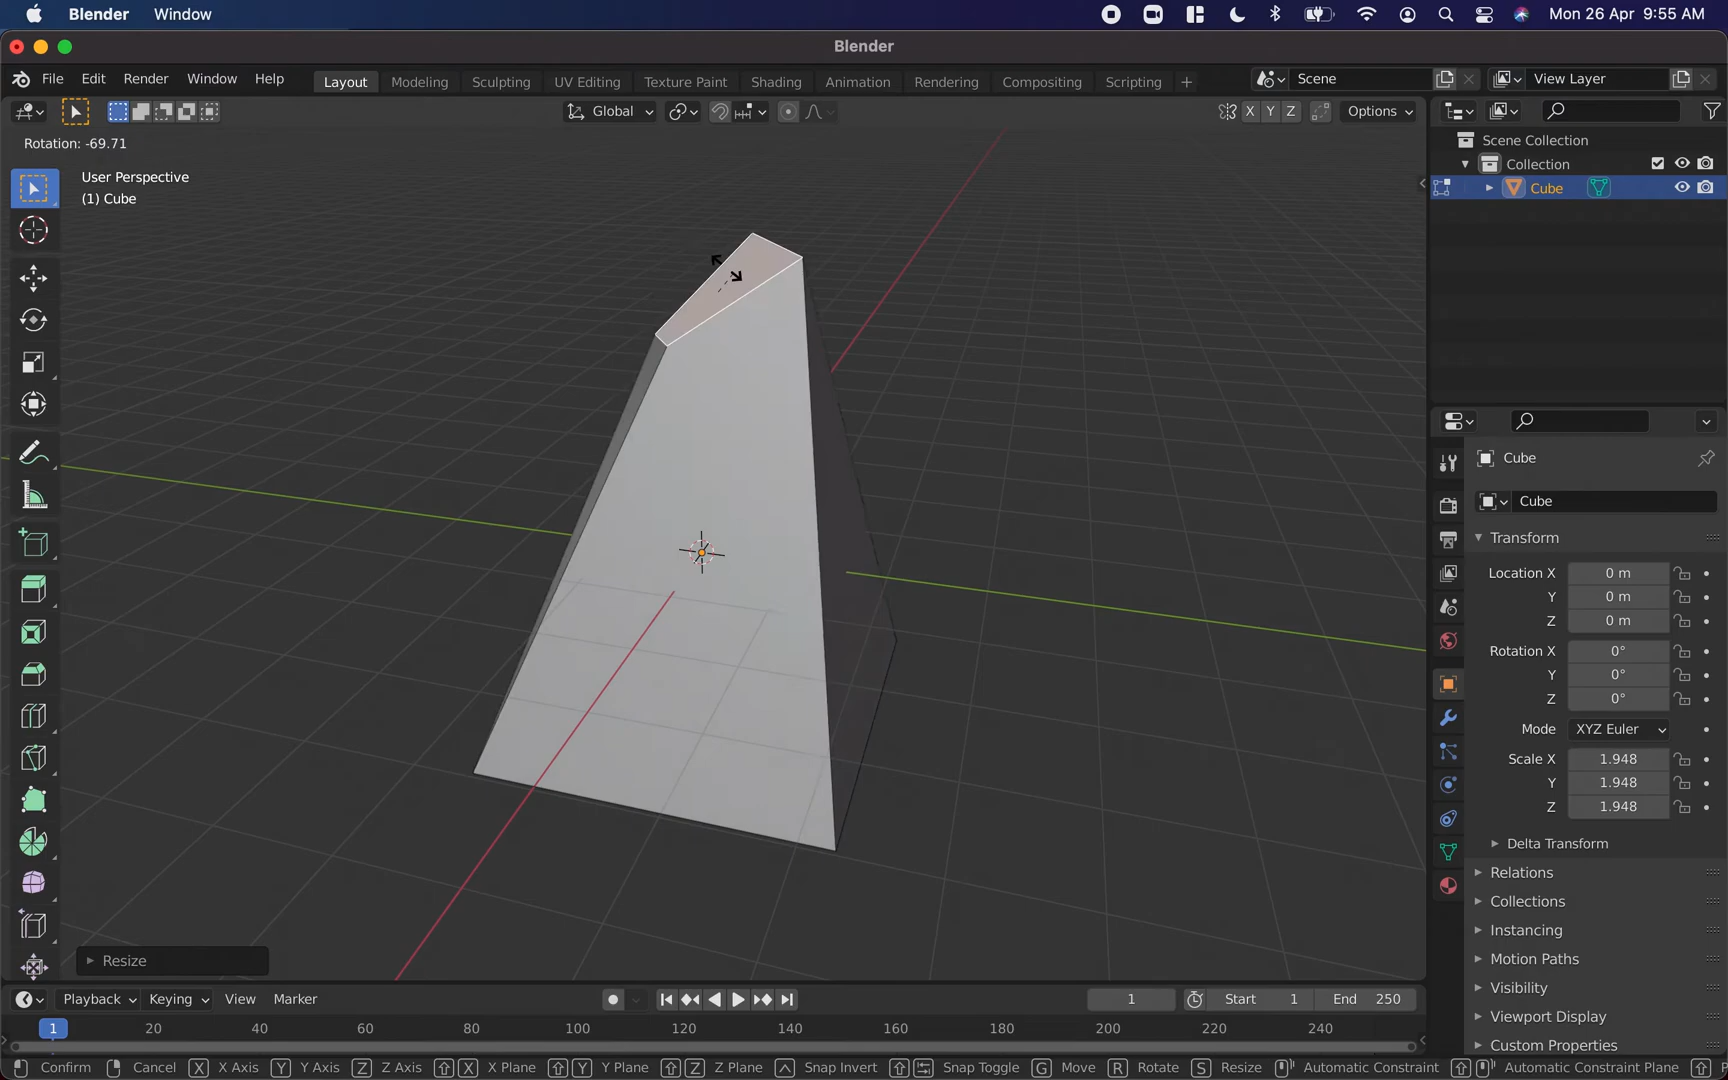 Blender Window Mon 26 Apr 9:55 AM
Blender
File Edit Render Window Help Layout Modeling Sculpting UV Editing Texture Paint Shading Animation Rendering Compositing Scripting + Scene View Layer
Global X Y Z Options
Rotation: -69.71
User Perspective
(1) Cube
Scene Collection
Collection
Cube
Cube
Cube
Transform
Location X 0 m
Y 0 m
Z 0 m
Rotation X 0°
Y 0°
Z 0°
Mode XYZ Euler
Scale X 1.948
Y 1.948
Z 1.948
Delta Transform
Relations
Collections
Instancing
Motion Paths
Visibility
Viewport Display
Custom Properties
Resize
Playback Keying View Marker 1 Start 1 End 250
1 20 40 60 80 100 120 140 160 180 200 220 240
Confirm Cancel X X Axis Y Y Axis Z Z Axis X X Plane Y Y Plane Z Z Plane Snap Invert Snap Toggle G Move R Rotate S Resize Automatic Constraint Automatic Constraint Plane